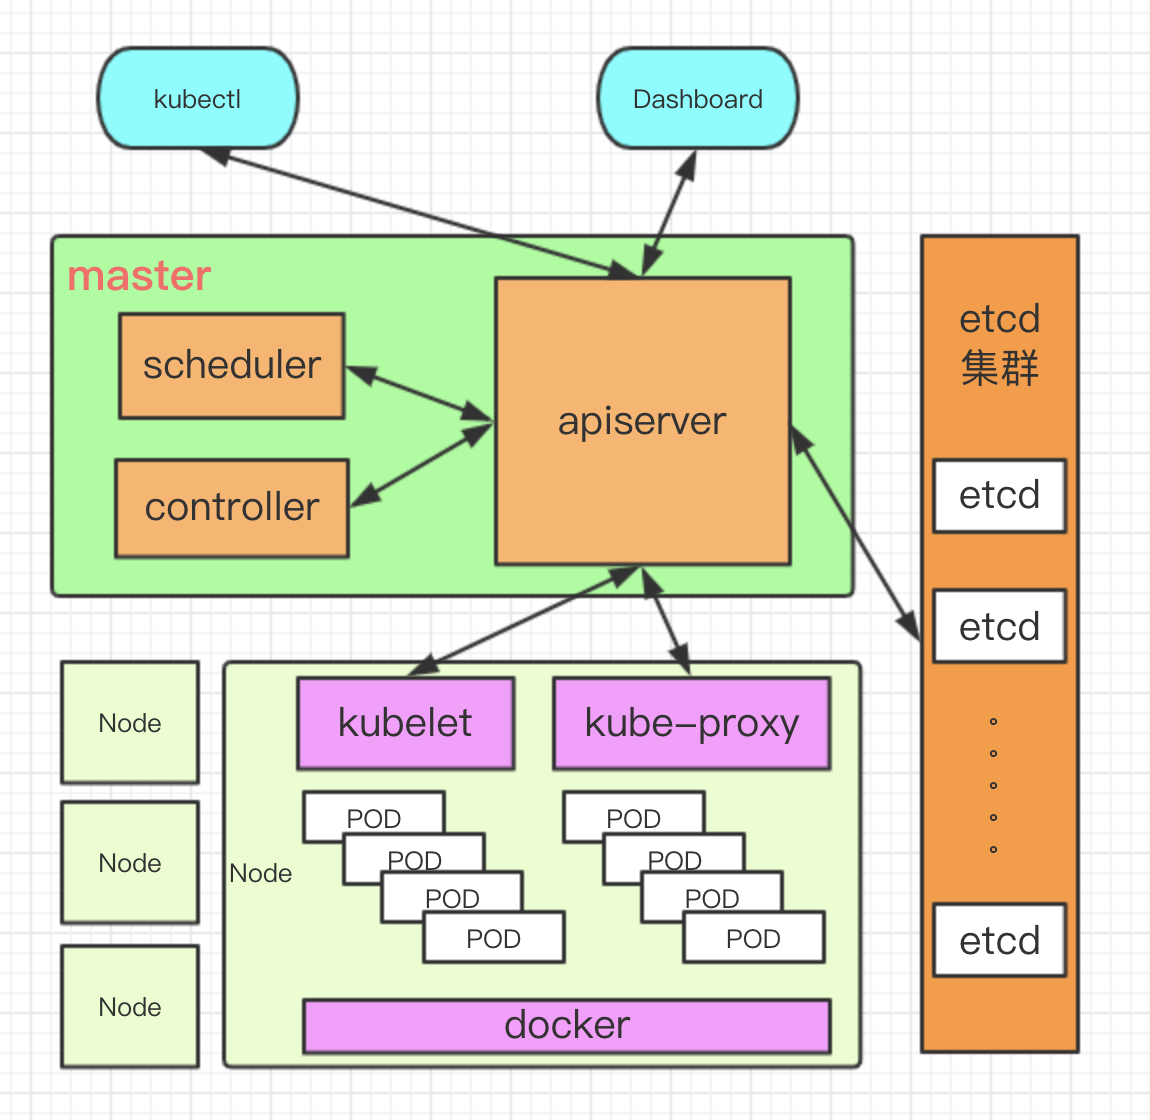 kubectl
Dashboard
master
scheduler
controller
apiserver
etcd
集群
etcd
etcd
etcd
Node
Node
Node
Node
kubelet
kube-proxy
POD
POD
POD
POD
POD
POD
POD
POD
docker